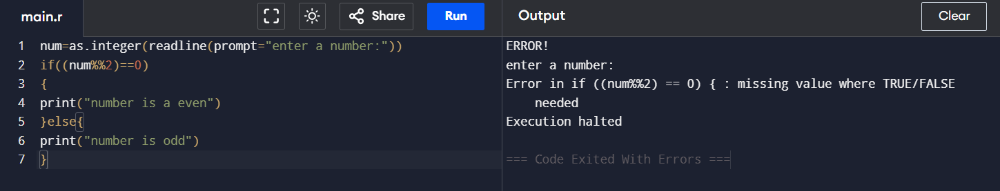 main.r
Share
Run
Output
Clear
1 num=as.integer(readline(prompt="enter a number:"))
2 if((num%%2)==0)
3 {
4 print("number is a even")
5 }else{
6 print("number is odd")
7 }
ERROR!
enter a number:
Error in if ((num%%2) == 0) { : missing value where TRUE/FALSE
needed
Execution halted
=== Code Exited With Errors ===